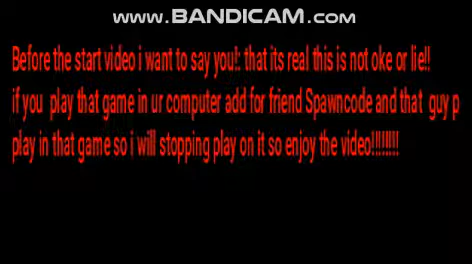 www.BANDICAM.com
Before the start video i want to say you!: that its real this is not oke or lie!!
if you play that game in ur computer add for friend Spawncode and that guy p
play in that game so i will stopping play on it so enjoy the video!!!!!!!!